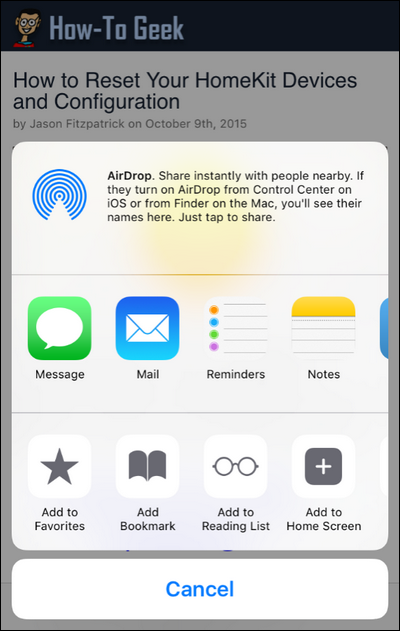 How-To Geek
How to Reset Your HomeKit Devices
and Configuration
by Jason Fitzpatrick on October 9th, 2015
AirDrop. Share instantly with people nearby. If
they turn on AirDrop from Control Center on
iOS or from Finder on the Mac, you'll see their
names here. Just tap to share.
Message
Mail
Reminders
Notes
Add to
Favorites
Add
Bookmark
Add to
Reading List
Add to
Home Screen
Cancel